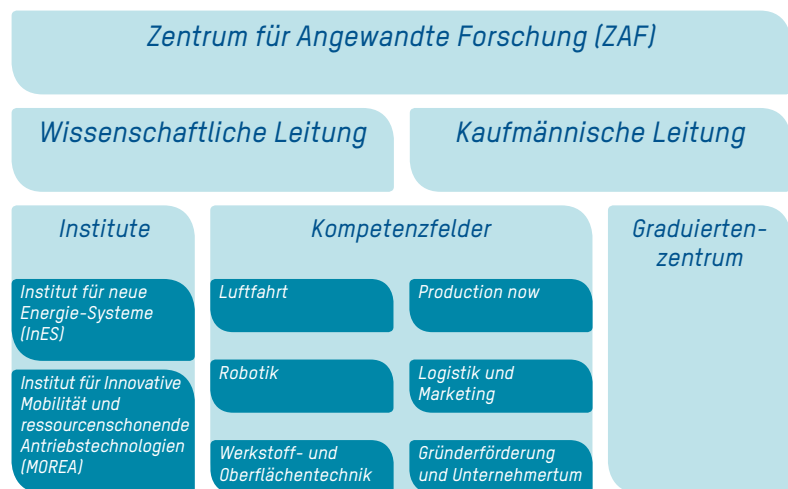 Zentrum für Angewandte Forschung (ZAF)
Wissenschaftliche Leitung
Kaufmännische Leitung
Institute
Institut für neue
Energie-Systeme
(InES)
Institut für Innovative
Mobilität und
ressourcenschonende
Antriebstechnologien
(MOREA)
Kompetenzfelder
Luftfahrt
Production now
Robotik
Logistik und
Marketing
Werkstoff- und
Oberflächentechnik
Gründerförderung
und Unternehmertum
Graduierten-
zentrum